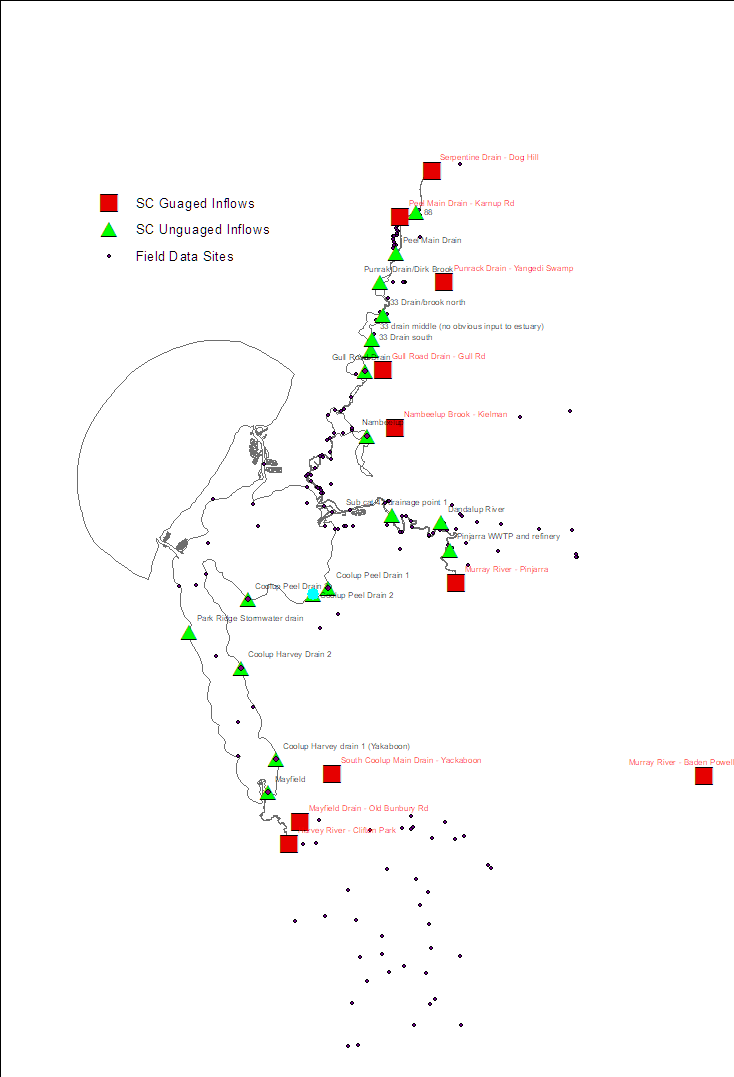 Serpentine Drain - Dog Hill
SC Guaged Inflows
Peel Main Drain - Karnup Rd
88
SC Unguaged Inflows
Peel Main Drain
Field Data Sites
Punrak Drain/Dirk Brook
Punrack Drain - Yangedi Swamp
33 Drain/brook north
33 drain middle (no obvious input to estuary)
33 Drain south
Gull Road Drain
Gull Road Drain - Gull Rd
Nambeelup Brook - Kielman
Sub cat 42 drainage point 1
Dandalup River
Pinjarra WWTP and refinery
Murray River - Pinjarra
Coolup Peel Drain 1
Coolup Peel Drain
Coolup Peel Drain 2
Park Ridge Stormwater drain
Coolup Harvey Drain 2
Coolup Harvey drain 1 (Yakaboon)
South Coolup Main Drain - Yackaboon
Murray River - Baden Powell
Mayfield
Mayfield Drain - Old Bunbury Rd
Harvey River - Clifton Park